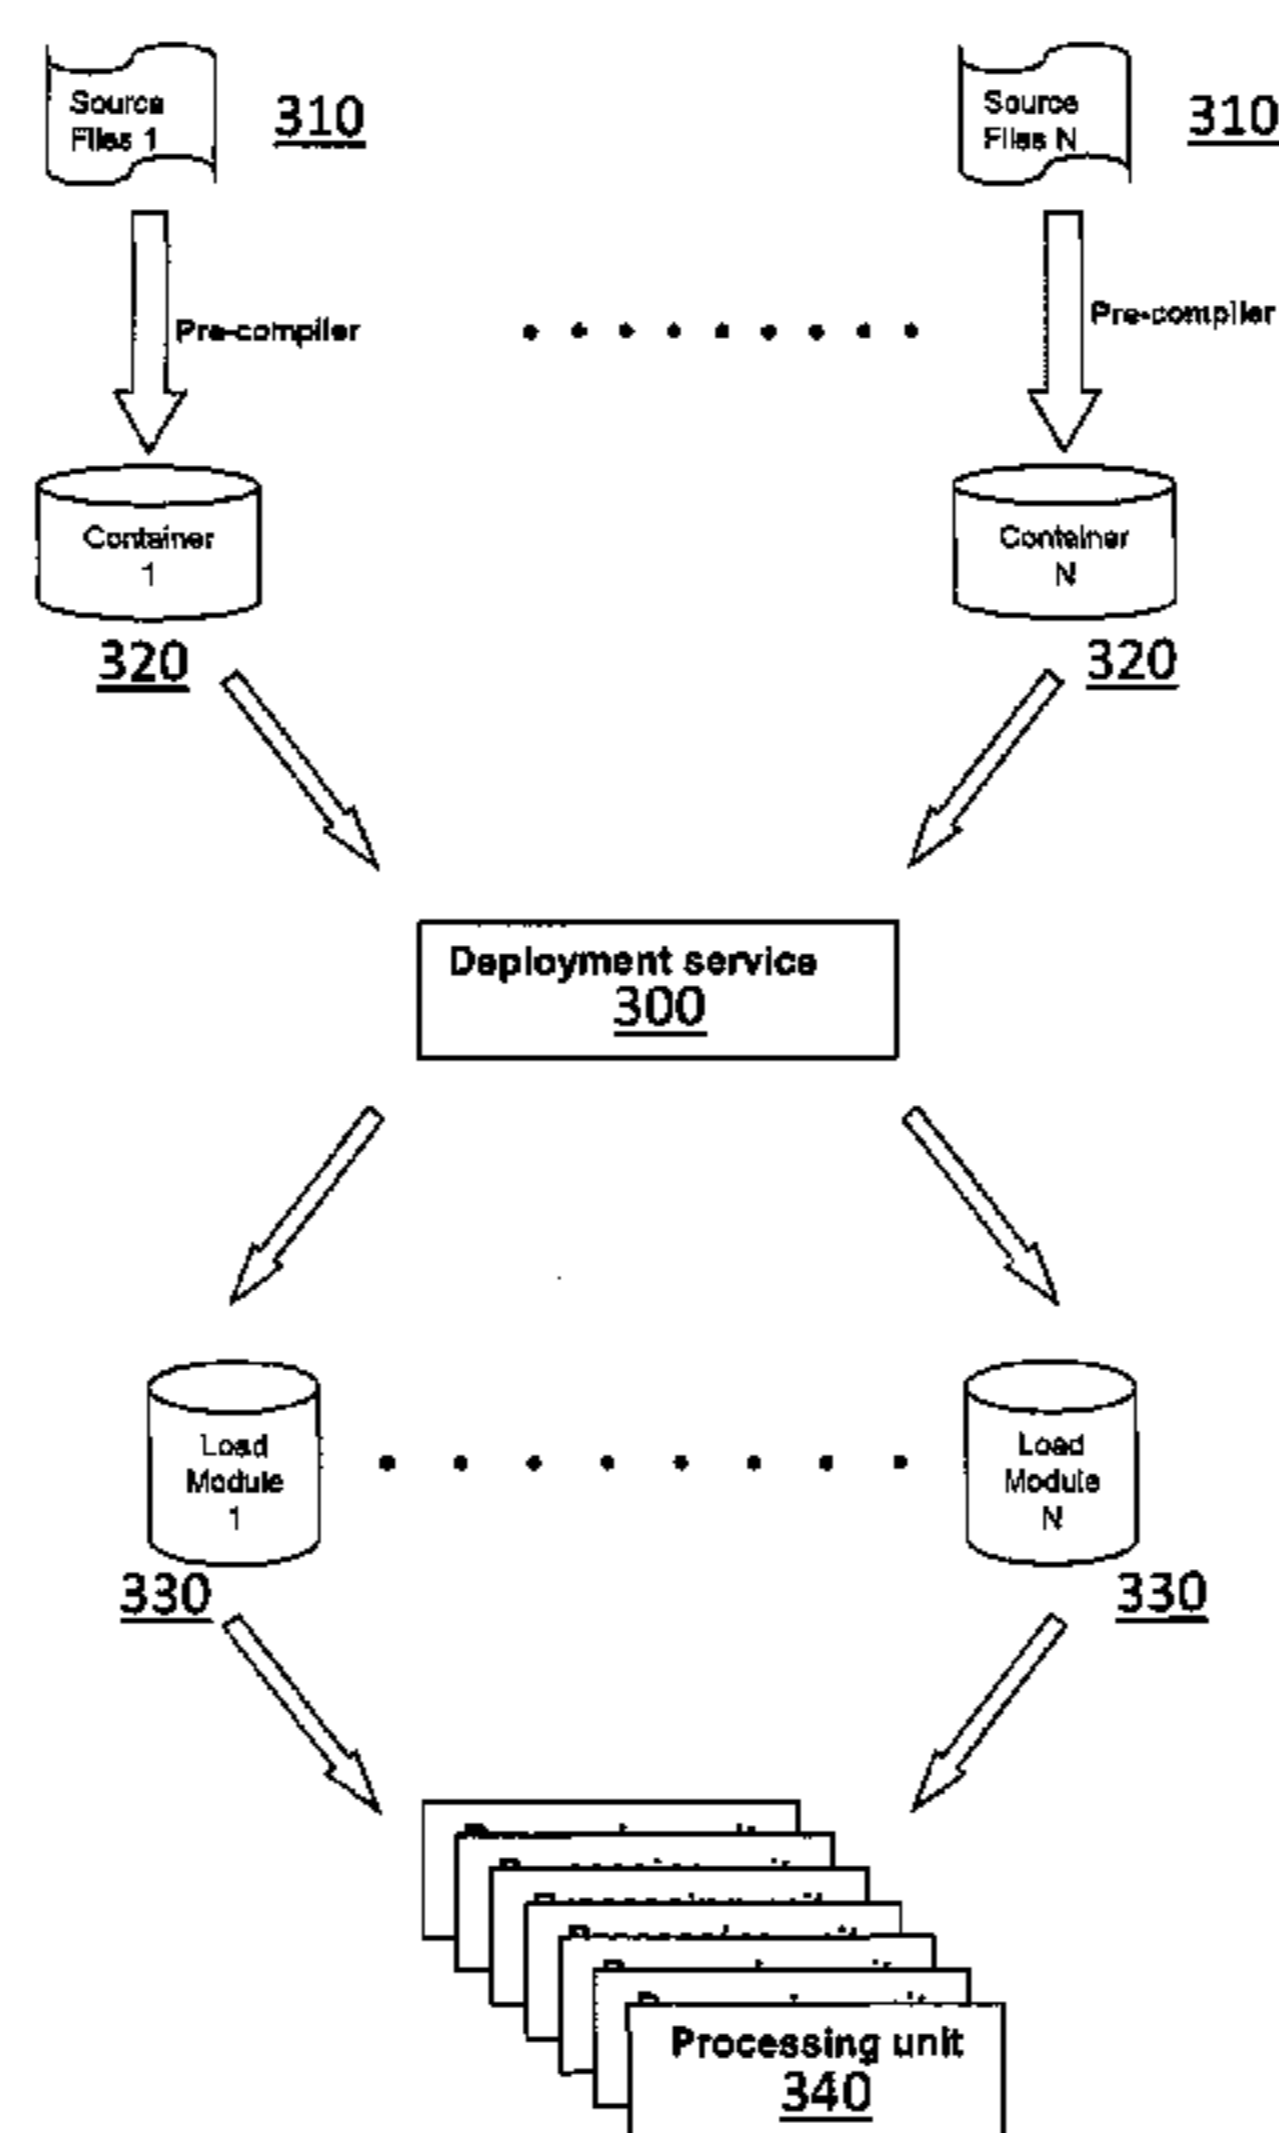 Source
Files 1
310
Source
Files N
310
Pre-compiler
Pre-compiler
Container
1
320
Container
N
320
Deployment service
300
Load
Module
1
330
Load
Module
N
330
Processing unit
340